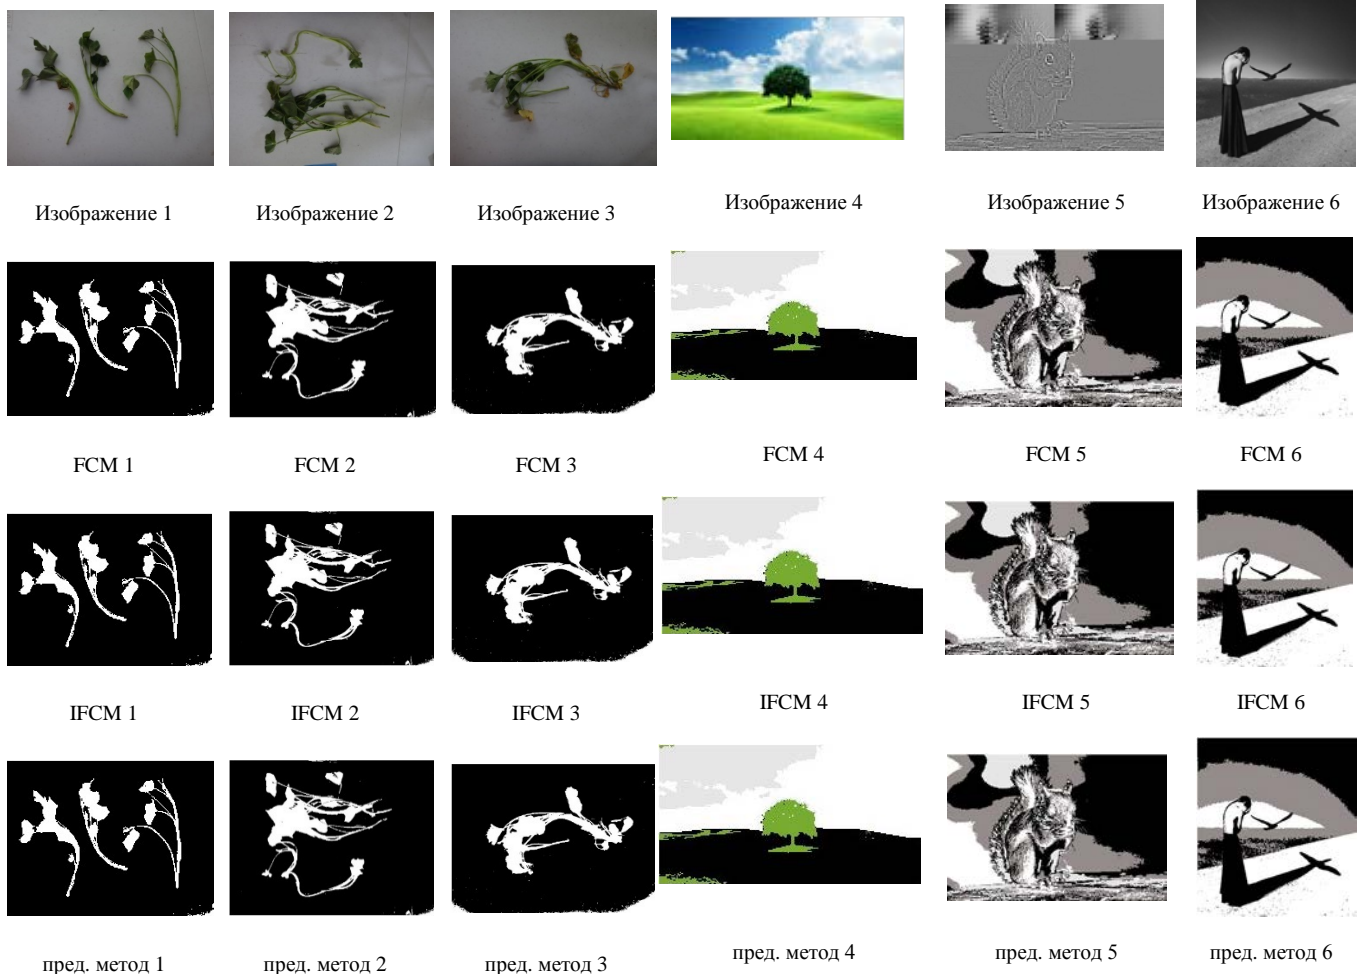 Изображение 1
Изображение 2
Изображение 3
Изображение 4
Изображение 5
Изображение 6
FCM 1
FCM 2
FCM 3
FCM 4
FCM 5
FCM 6
IFCM 1
IFCM 2
IFCM 3
IFCM 4
IFCM 5
IFCM 6
пред. метод 1
пред. метод 2
пред. метод 3
пред. метод 4
пред. метод 5
пред. метод 6